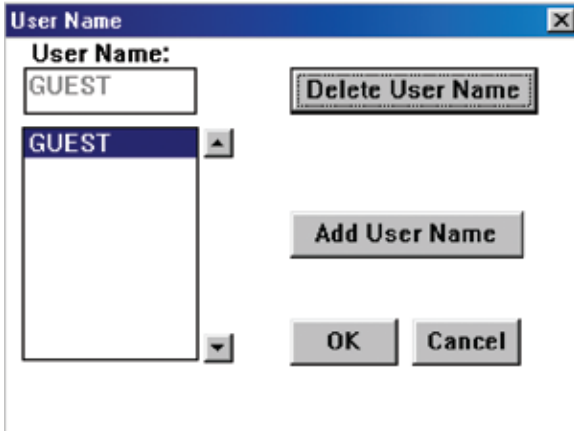 User Name
User Name:
GUEST
Delete User Name
GUEST
Add User Name
OK Cancel